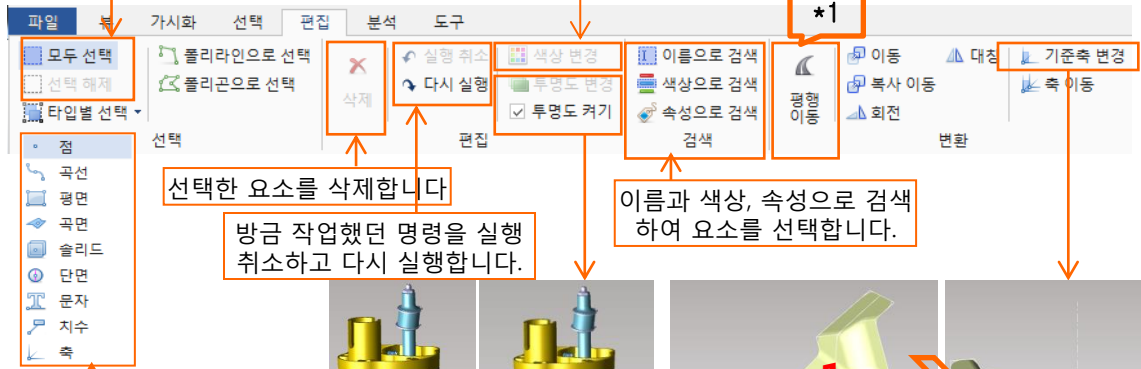 *1
파일 뷰 가시화 선택 편집 분석 도구
모두 선택 폴리라인으로 선택 실행 취소 색상 변경 이름으로 검색 이동 대칭 기준축 변경
선택 해제 폴리곤으로 선택 삭제 다시 실행 투명도 변경 색상으로 검색 평행 이동 복사 이동 축 이동
타입별 선택 투명도 켜기 속성으로 검색 회전
선택 편집 검색 변환
점
곡선
평면
곡면
솔리드
단면
문자
치수
축
선택한 요소를 삭제합니다
방금 작업했던 명령을 실행
취소하고 다시 실행합니다.
이름과 색상, 속성으로 검색
하여 요소를 선택합니다.